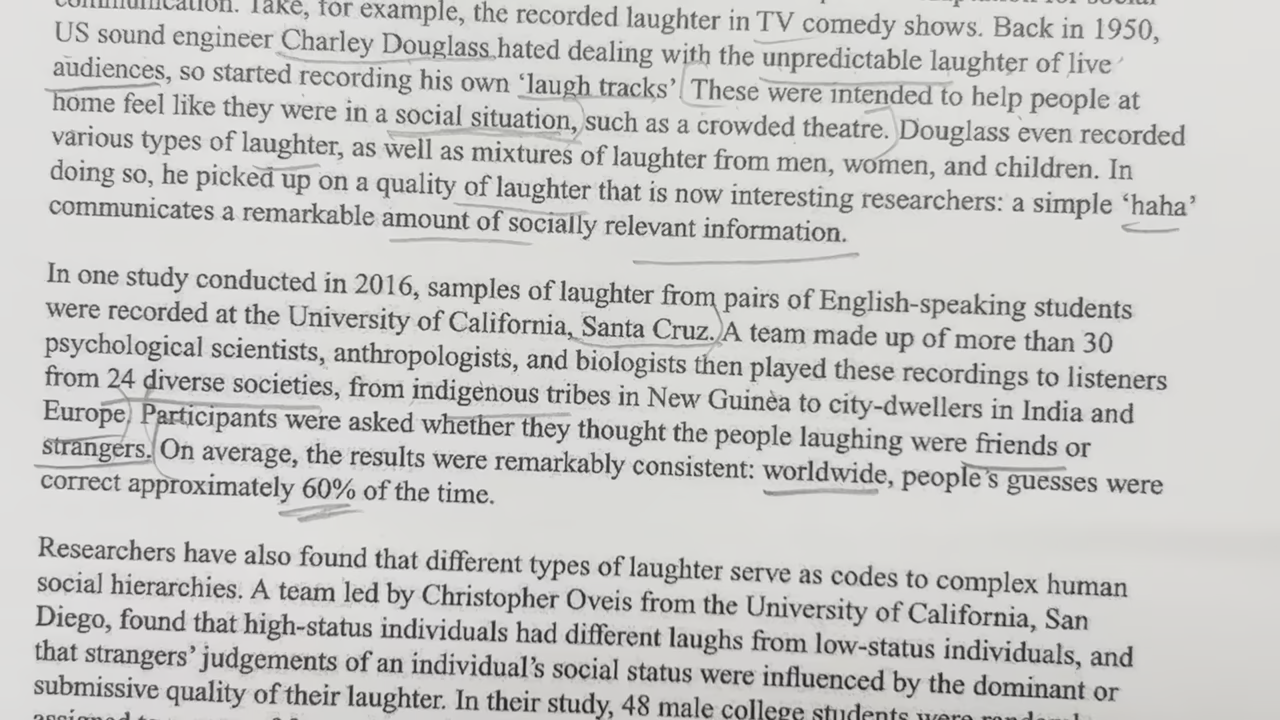 communication. Take, for example, the recorded laughter in TV comedy shows. Back in 1950,
US sound engineer Charley Douglass hated dealing with the unpredictable laughter of live
audiences, so started recording his own ‘laugh tracks’ These were intended to help people at
home feel like they were in a social situation, such as a crowded theatre. Douglass even recorded
various types of laughter, as well as mixtures of laughter from men, women, and children. In
doing so, he picked up on a quality of laughter that is now interesting researchers: a simple ‘haha’
communicates a remarkable amount of socially relevant information.
In one study conducted in 2016, samples of laughter from pairs of English-speaking students
were recorded at the University of California, Santa Cruz. A team made up of more than 30
psychological scientists, anthropologists, and biologists then played these recordings to listeners
from 24 diverse societies, from indigenous tribes in New Guinea to city-dwellers in India and
Europe. Participants were asked whether they thought the people laughing were friends or
strangers. On average, the results were remarkably consistent: worldwide, people’s guesses were
correct approximately 60% of the time.
Researchers have also found that different types of laughter serve as codes to complex human
social hierarchies. A team led by Christopher Oveis from the University of California, San
Diego, found that high-status individuals had different laughs from low-status individuals, and
that strangers’ judgements of an individual’s social status were influenced by the dominant or
submissive quality of their laughter. In their study, 48 male college students were